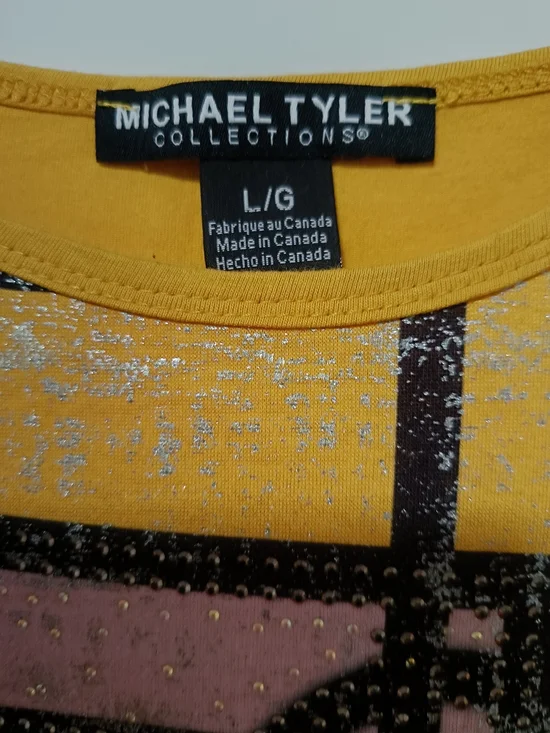 MICHAEL TYLER
COLLECTIONS®
L/G
Fabrique au Canada
Made in Canada
Hecho in Canada